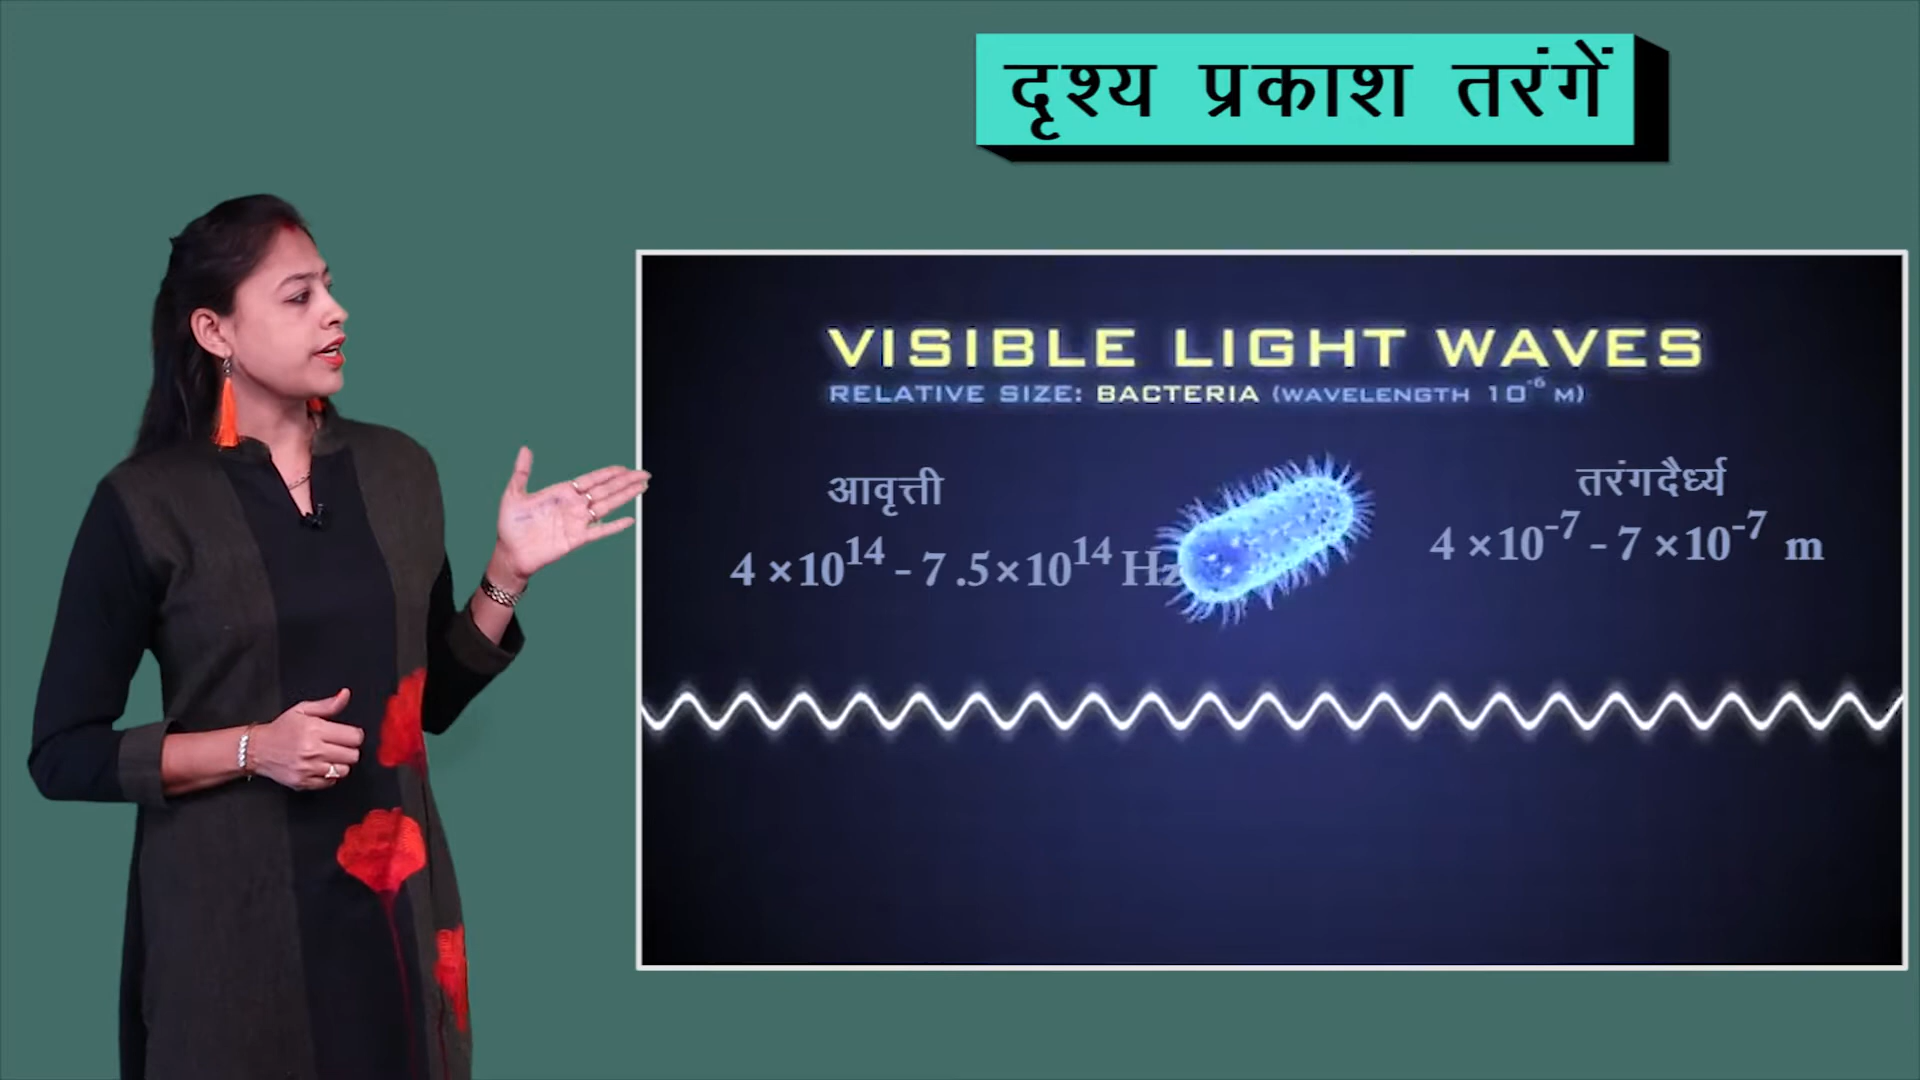 दृश्य प्रकाश तरंगें
VISIBLE LIGHT WAVES
RELATIVE SIZE: BACTERIA (WAVELENGTH 10⁻⁶ M)
आवृत्ती
4 ×10¹⁴ - 7.5×10¹⁴ Hz
तरंगदैर्ध्य
4 ×10⁻⁷ - 7 ×10⁻⁷ m